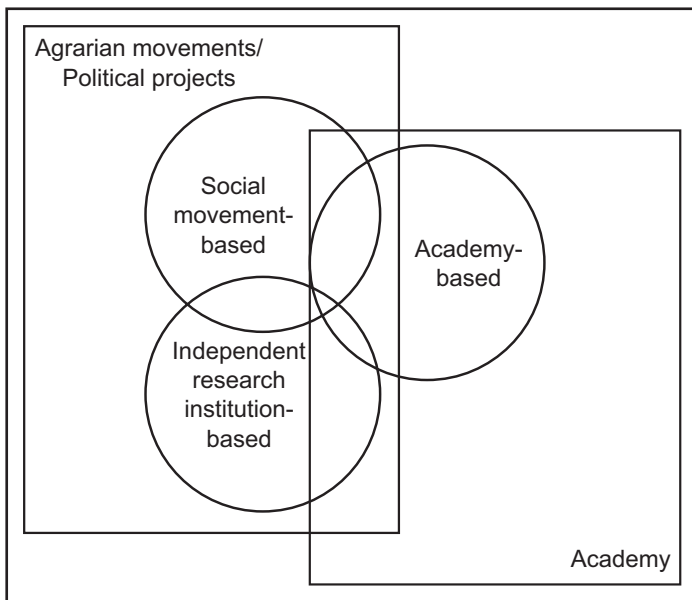 Agrarian movements/
Political projects
Social
movement-
based
Academy-
based
Independent
research
institution-
based
Academy